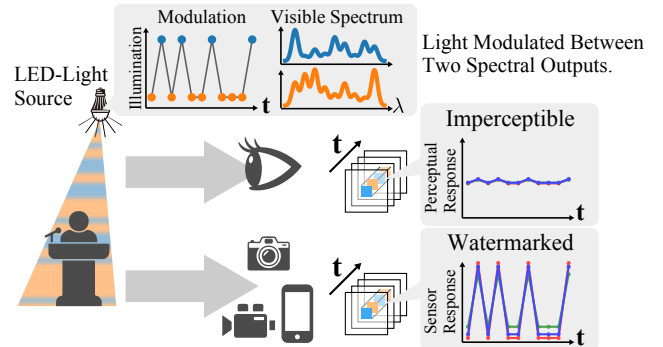 Modulation
Visible Spectrum
Illumination
t
λ
Light Modulated Between
Two Spectral Outputs.
LED-Light
Source
t
Imperceptible
Perceptual
Response
t
t
Watermarked
Sensor
Response
t